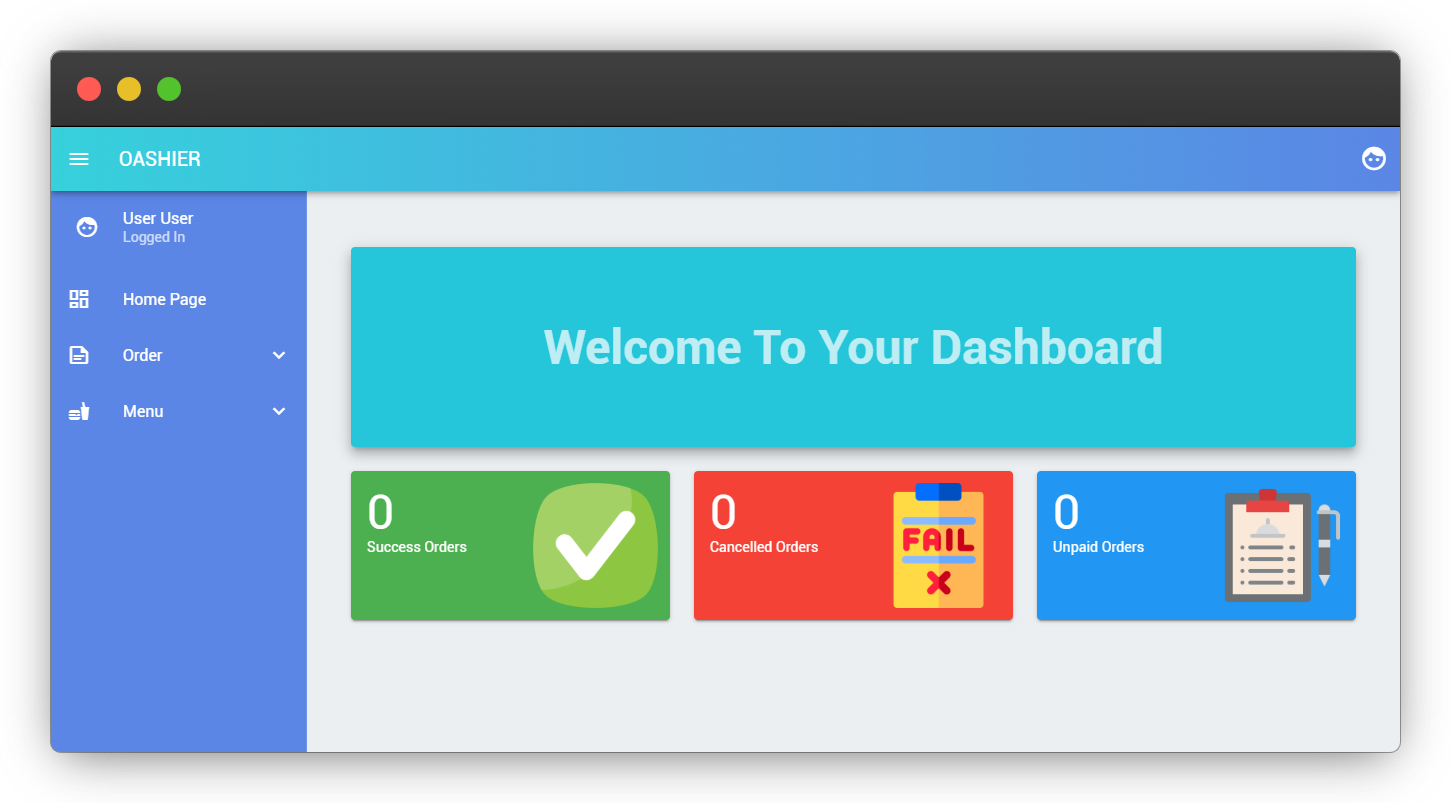 OASHIER
User User
Logged In
Home Page
Order
Menu
Welcome To Your Dashboard
0
Success Orders
0
Cancelled Orders
FAIL
0
Unpaid Orders